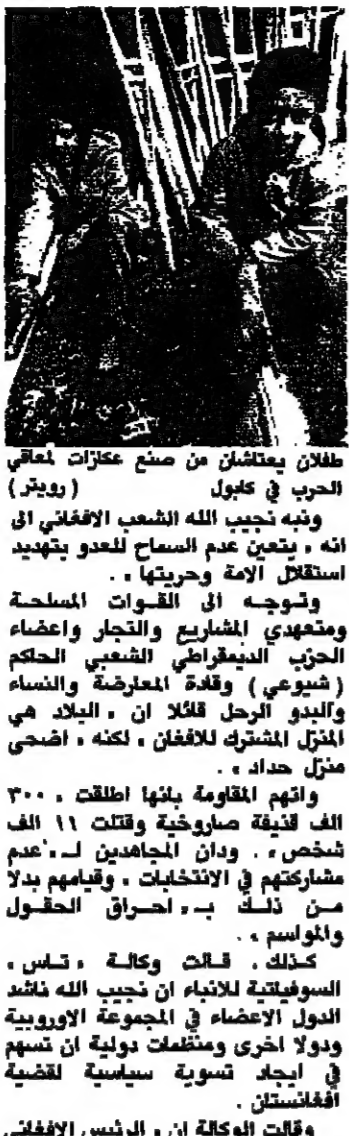 طفلان يعتاشان من صنع عكازات لمعاقي
الحرب في كابول (رويتر)
ونبه نجيب الله الشعب الافغاني الى
انه « يتعين عدم السماح للعدو بتهديد
استقلال الامة وحريتها » .
وتوجه الى القوات المسلحة
ومتعهدي المشاريع والتجار واعضاء
الحزب الديمقراطي الشعبي الحاكم
( شيوعي ) وقادة المعارضة والنساء
والبدو الرحل قائلا ان « البلاد هي
المنزل المشترك للافغان ، لكنه ، اضحى
منزل حداد » .
واتهم المقاومة بانها اطلقت « ٣٠٠
الف قذيفة صاروخية وقتلت ١١ الف
شخص » . ودان المجاهدين لـ « عدم
مشاركتهم في الانتخابات ، وقيامهم بدلا
من ذلك بـ « احراق الحقول
والمواسم » .
كذلك ، قالت وكالة « تاس »
السوفياتية للانباء ان نجيب الله ناشد
الدول الاعضاء في المجموعة الاوروبية
ودولا اخرى ومنظمات دولية ان تسهم
في ايجاد تسوية سياسية لقضية
افغانستان .
وقالت الوكالة ان « الرئيس الافغاني